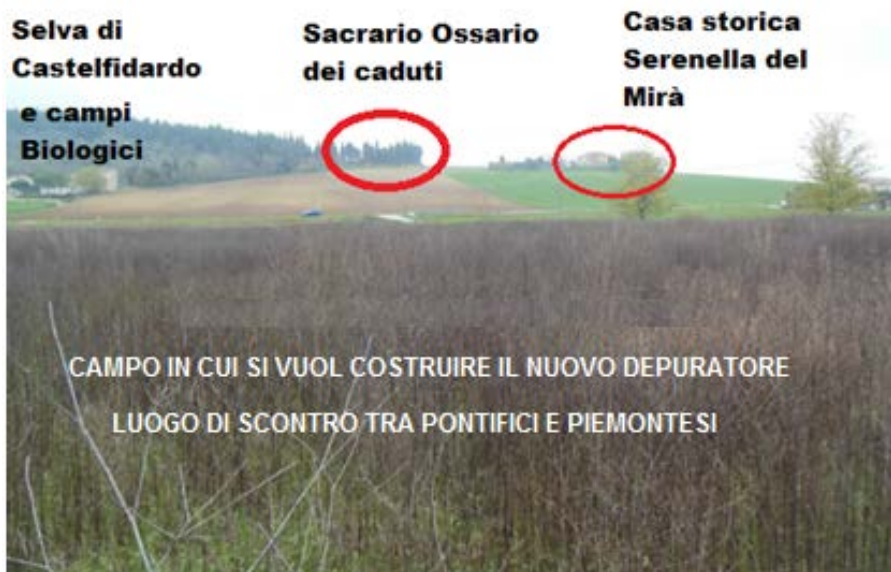 Selva di
Castelfidardo
e campi
Biologici
Sacrario Ossario
dei caduti
Casa storica
Serenella del
Mirà
CAMPO IN CUI SI VUOL COSTRUIRE IL NUOVO DEPURATORE
LUOGO DI SCONTRO TRA PONTIFICI E PIEMONTESI